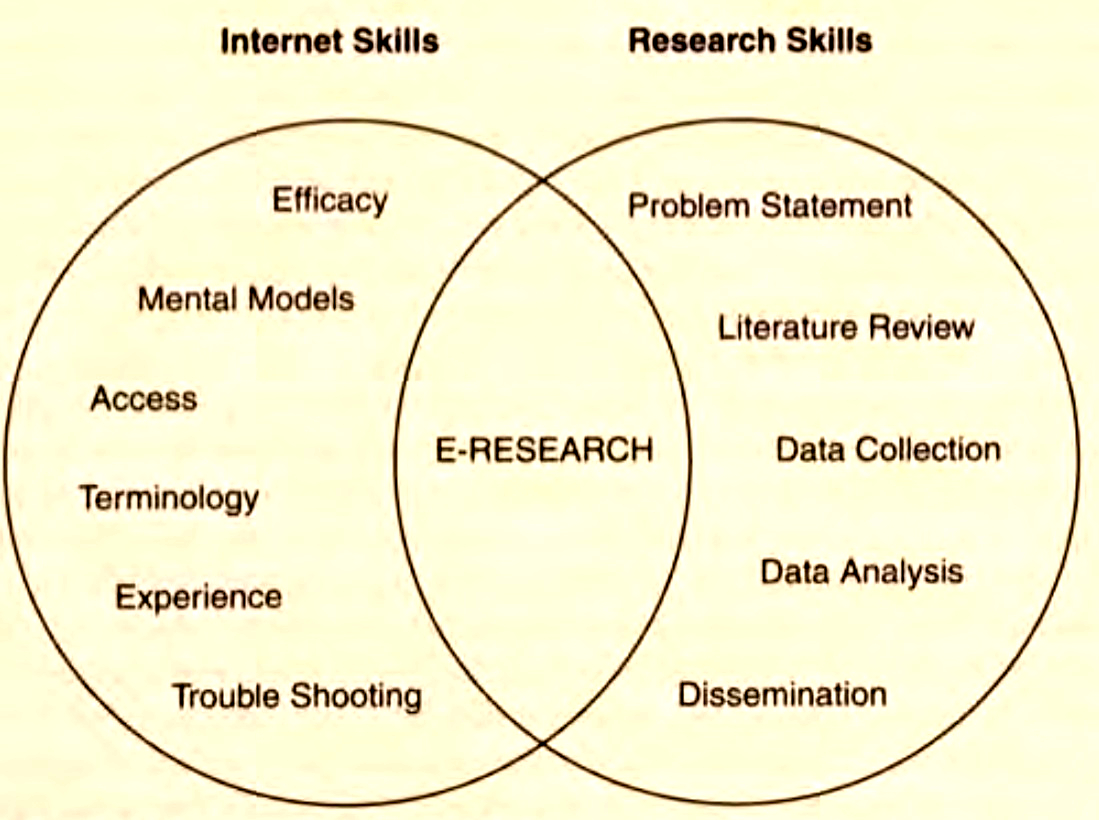 Internet Skills
Research Skills
Efficacy
Mental Models
Access
Terminology
Experience
Trouble Shooting
E-RESEARCH
Problem Statement
Literature Review
Data Collection
Data Analysis
Dissemination